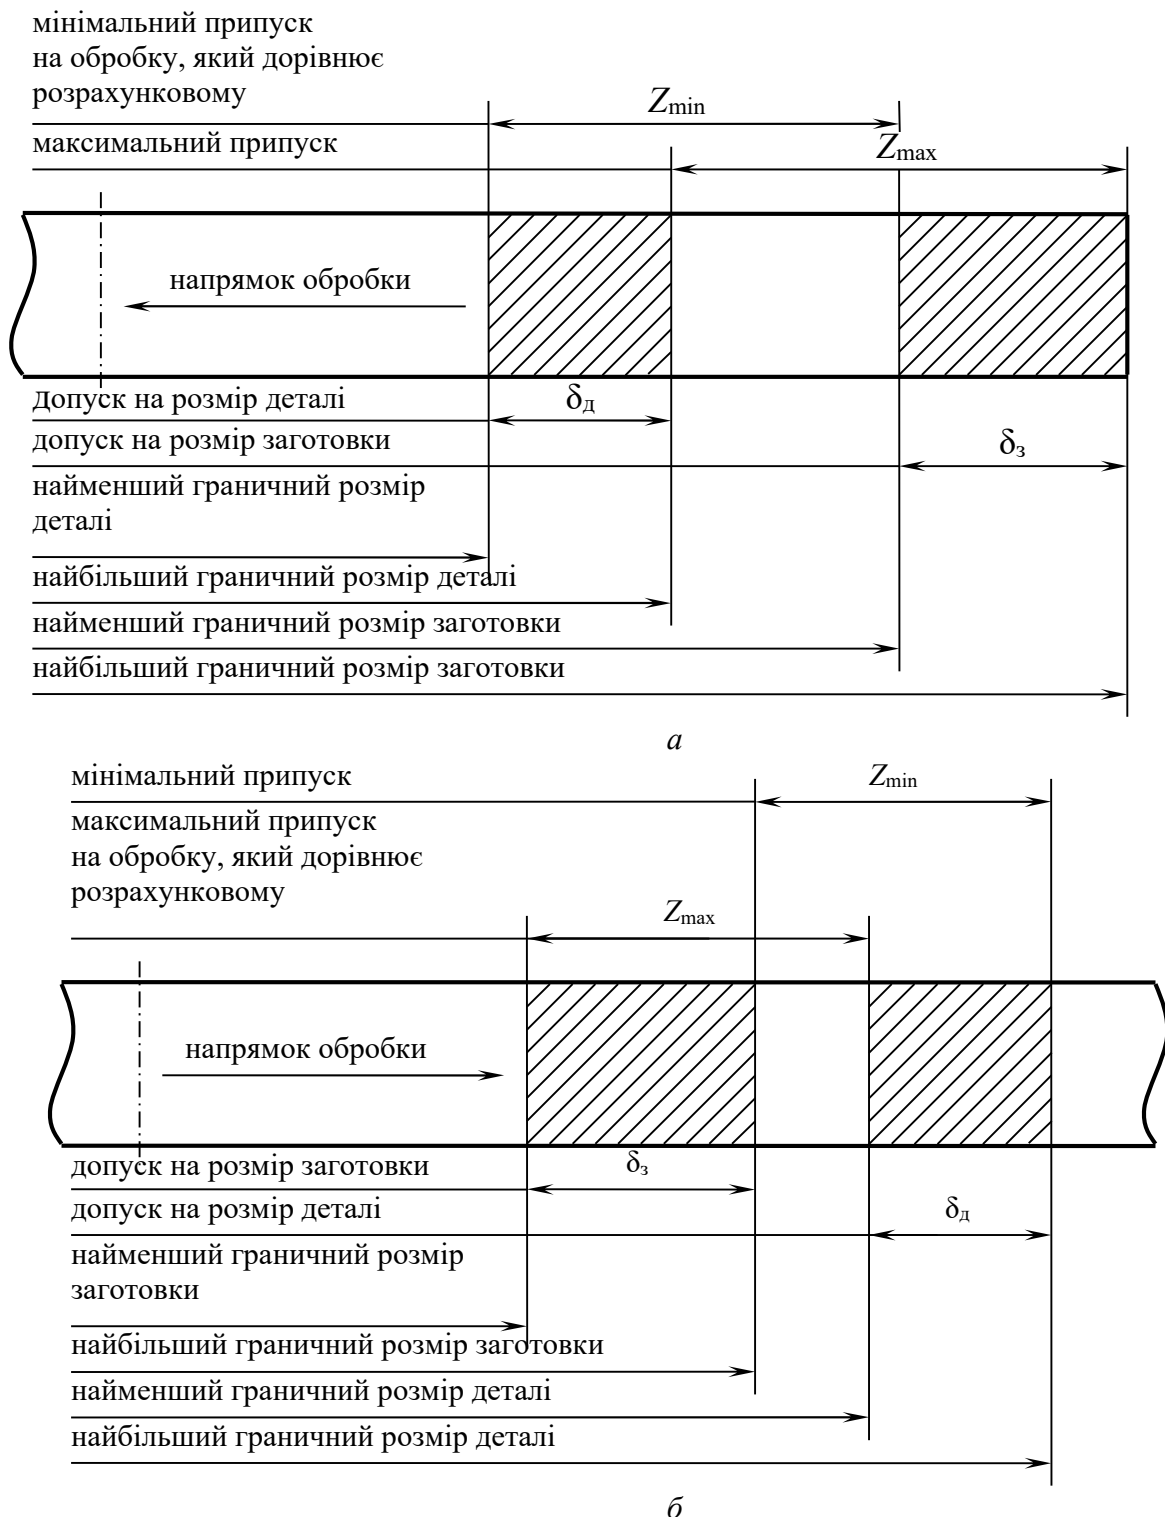 мінімальний припуск
на обробку, який дорівнює
розрахунковому
Zmin
максимальний припуск
Zmax
напрямок обробки
допуск на розмір деталі
δд
допуск на розмір заготовки
δз
найменший граничний розмір
деталі
найбільший граничний розмір деталі
найменший граничний розмір заготовки
найбільший граничний розмір заготовки
а
мінімальний припуск
Zmin
максимальний припуск
на обробку, який дорівнює
розрахунковому
Zmax
напрямок обробки
допуск на розмір заготовки
δз
допуск на розмір деталі
δд
найменший граничний розмір
заготовки
найбільший граничний розмір заготовки
найменший граничний розмір деталі
найбільший граничний розмір деталі
б